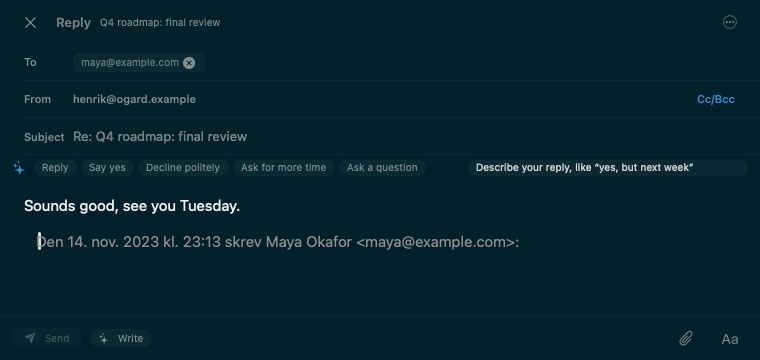 Reply Q4 roadmap: final review
To maya@example.com
From henrik@ogard.example Cc/Bcc
Subject Re: Q4 roadmap: final review
Reply Say yes Decline politely Ask for more time Ask a question Describe your reply, like “yes, but next week”
Sounds good, see you Tuesday.
Den 14. nov. 2023 kl. 23:13 skrev Maya Okafor <maya@example.com>:
Send Write Aa